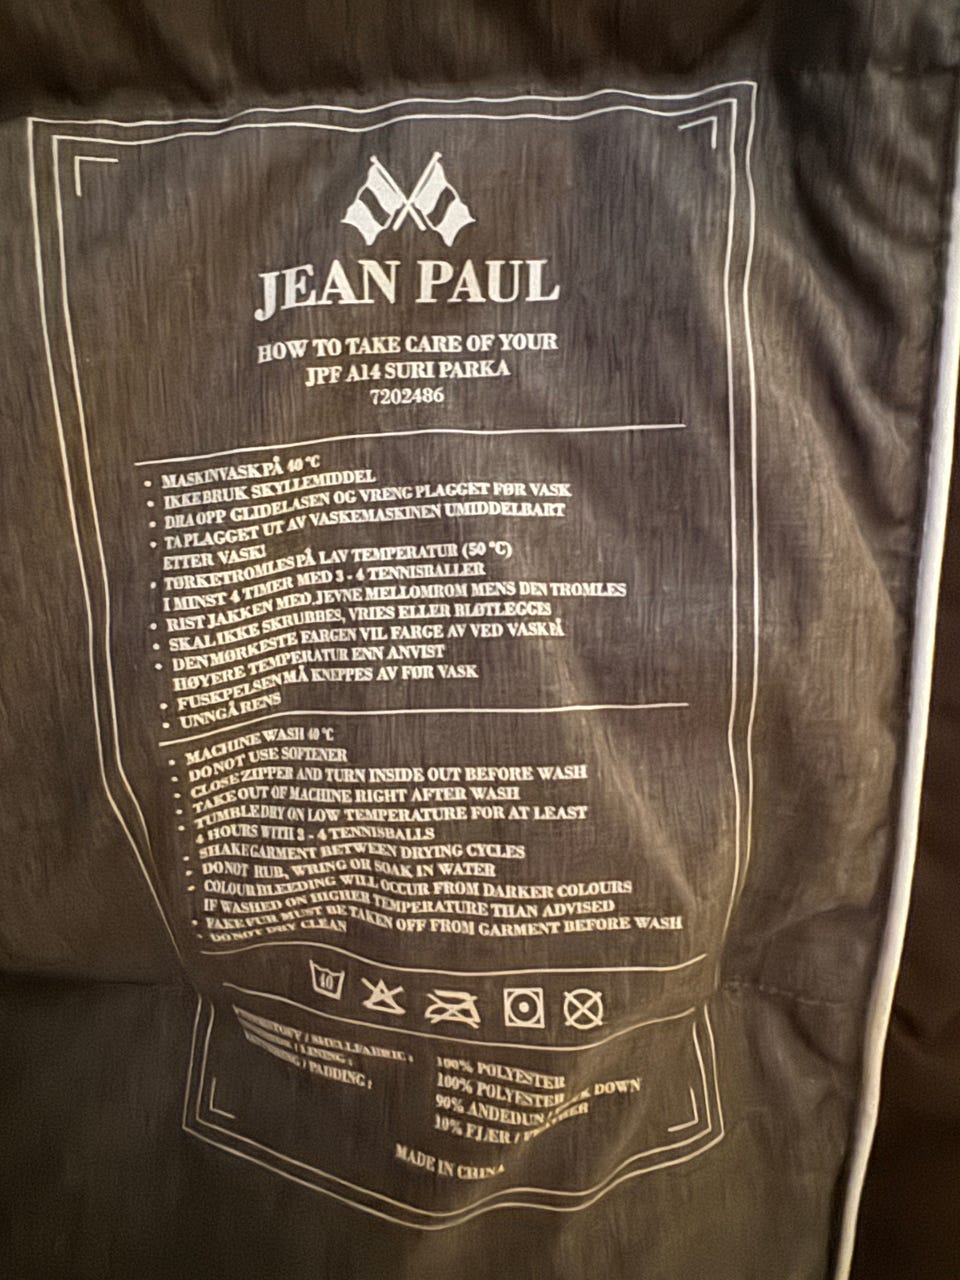 JEAN PAUL
HOW TO TAKE CARE OF YOUR
JPF A14 SURI PARKA
7202486
• MASKINVASK PÅ 40 °C
• IKKE BRUK SKYLLEMIDDEL
• DRA OPP GLIDELASEN OG VRENG PLAGGET FØR VASK
• TA PLAGGET UT AV VASKEMASKINEN UMIDDELBART
ETTER VASK!
• TØRKETROMLES PÅ LAV TEMPERATUR (50 °C)
I MINST 4 TIMER MED 3 - 4 TENNISBALLER
• RIST JAKKEN MED JEVNE MELLOMROM MENS DEN TROMLES
• SKAL IKKE SKRUBBES, VRIES ELLER BLØTLEGGES
• DEN MØRKESTE FARGEN VIL FARGE AV VED VASK PÅ
HØYERE TEMPERATUR ENN ANVIST
• FUSKPELSEN MÅ KNEPPES AV FØR VASK
• UNNGÅ RENS
• MACHINE WASH 40 °C
• DO NOT USE SOFTENER
• CLOSE ZIPPER AND TURN INSIDE OUT BEFORE WASH
• TAKE OUT OF MACHINE RIGHT AFTER WASH
• TUMBLE DRY ON LOW TEMPERATURE FOR AT LEAST
4 HOURS WITH 3 - 4 TENNISBALLS
• SHAKE GARMENT BETWEEN DRYING CYCLES
• DO NOT RUB, WRING OR SOAK IN WATER
• COLOUR BLEEDING WILL OCCUR FROM DARKER COLOURS
IF WASHED ON HIGHER TEMPERATURE THAN ADVISED
• FAKE FUR MUST BE TAKEN OFF FROM GARMENT BEFORE WASH
• DO NOT DRY CLEAN
40
/ SHELLFABRIC : 100% POLYESTER
/ LINING : 100% POLYESTER
/ PADDING : 90% ANDEDUN / DOWN
10% FJÆR /
MADE IN CHINA